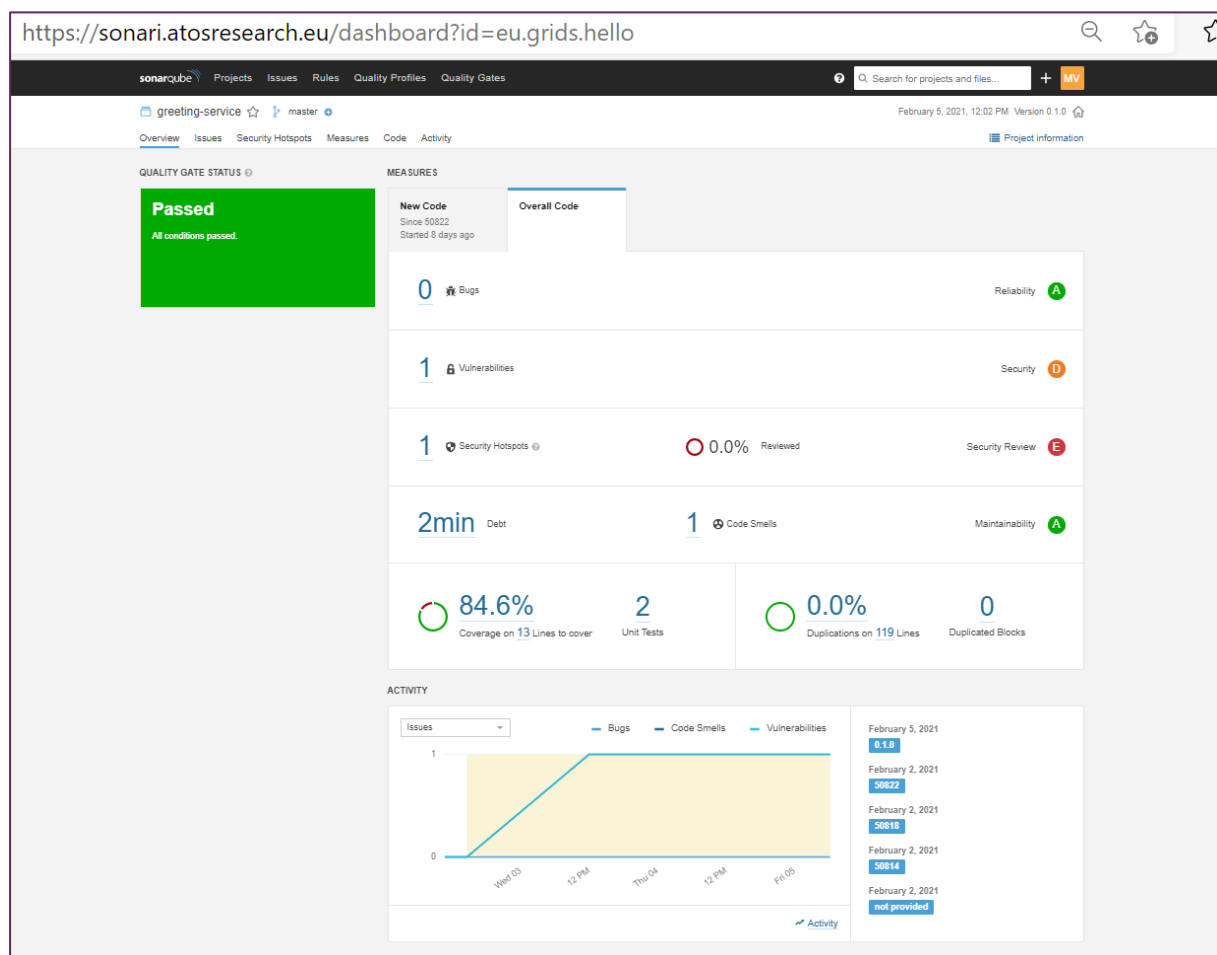 https://sonari.atosresearch.eu/dashboard?id=eu.grids.hello
sonarqube Projects Issues Rules Quality Profiles Quality Gates Search for projects and files... + MV
greeting-service master February 5, 2021, 12:02 PM Version 0.1.0
Overview Issues Security Hotspots Measures Code Activity Project information
QUALITY GATE STATUS
Passed
All conditions passed.
MEASURES
New Code
Since 50822
Started 8 days ago
Overall Code
0 Bugs Reliability A
1 Vulnerabilities Security D
1 Security Hotspots 0.0% Reviewed Security Review E
2min Debt 1 Code Smells Maintainability A
84.6%
Coverage on 13 Lines to cover
2
Unit Tests
0.0%
Duplications on 119 Lines
0
Duplicated Blocks
ACTIVITY
Issues Bugs Code Smells Vulnerabilities
1
0
Wed 03 12 PM Thu 04 12 PM Fri 05
Activity
February 5, 2021
0.1.0
February 2, 2021
50822
February 2, 2021
50818
February 2, 2021
50814
February 2, 2021
not provided